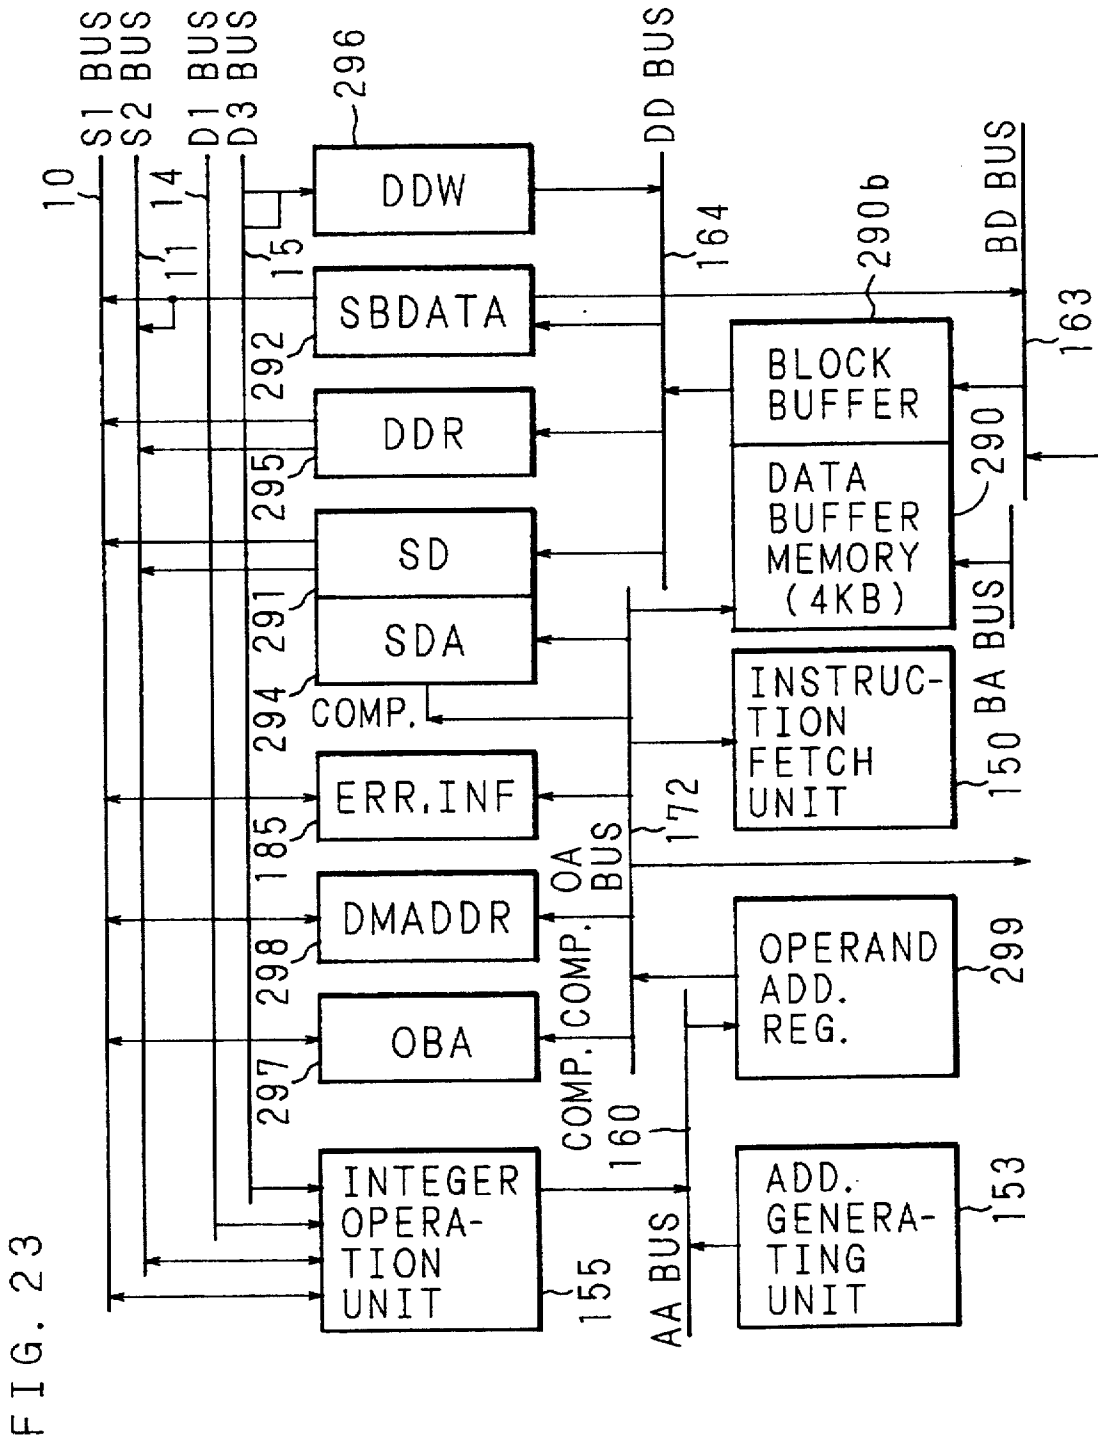 FIG. 23
S1 BUS
S2 BUS
D1 BUS
D3 BUS
10
11
14
15
296
DDW
SBDATA
292
DDR
295
SD
291
SDA
294
COMP.
ERR.INF
185
DMADDR
298
COMP.
OBA
297
COMP.
INTEGER
OPERA-
TION
UNIT
155
DD BUS
164
OA
BUS
172
160
AA BUS
BLOCK
BUFFER
290b
DATA
BUFFER
MEMORY
(4KB)
290
BD BUS
163
BA BUS
INSTRUC-
TION
FETCH
UNIT
150
OPERAND
ADD.
REG.
299
ADD.
GENERA-
TING
UNIT
153